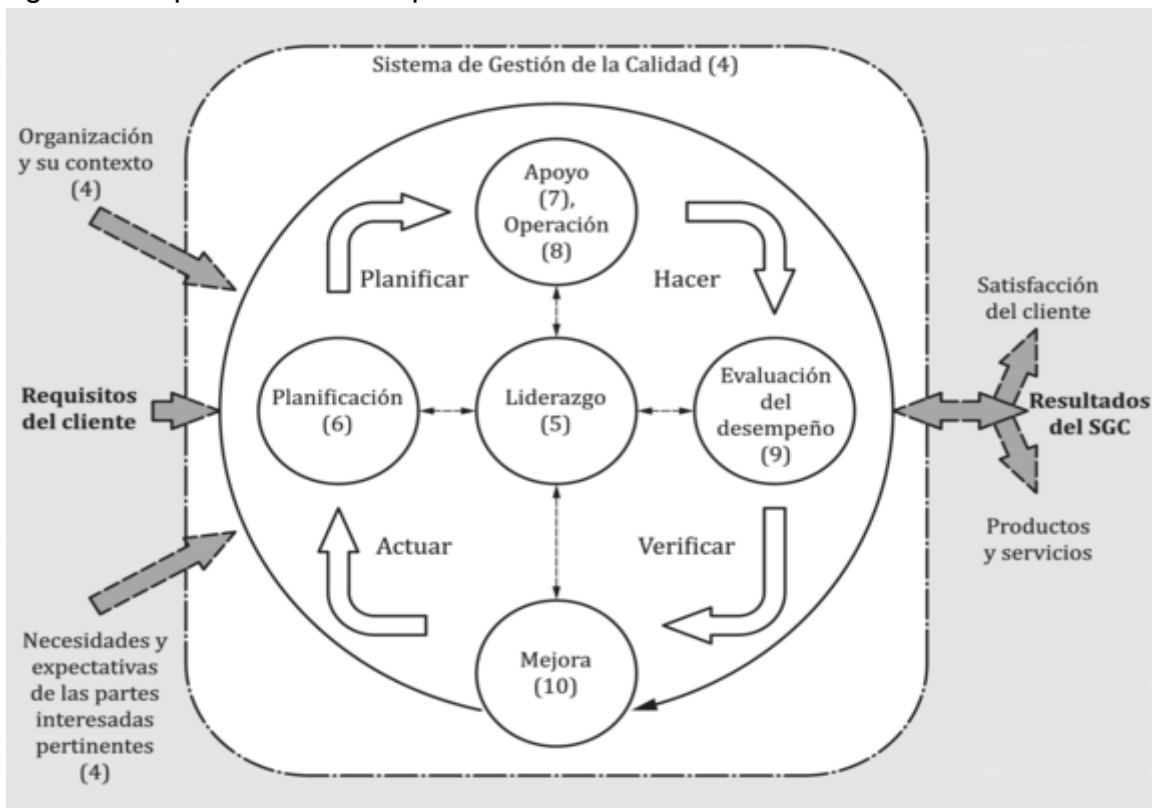 Sistema de Gestión de la Calidad (4)
Organización
y su contexto
(4)
Apoyo
(7),
Operación
(8)
Planificar
Hacer
Satisfacción
del cliente
Requisitos
del cliente
Planificación
(6)
Liderazgo
(5)
Evaluación
del
desempeño
(9)
Resultados
del SGC
Actuar
Verificar
Productos
y servicios
Necesidades y
expectativas
de las partes
interesadas
pertinentes
(4)
Mejora
(10)